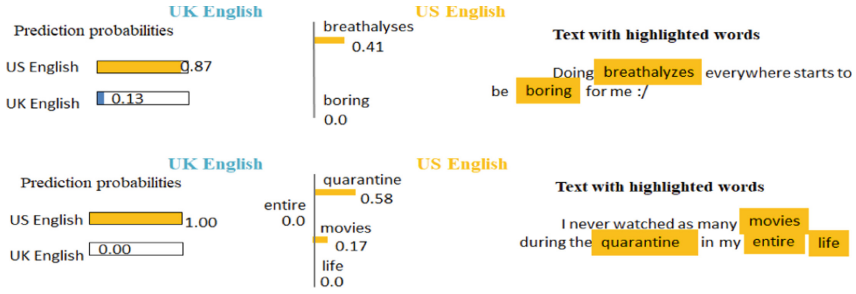 UK English US English
Prediction probabilities
US English 0.87
UK English 0.13
breathalyses
0.41
boring
0.0
Text with highlighted words
Doing breathalyzes everywhere starts to
be boring for me :/
UK English US English
Prediction probabilities
US English 1.00
UK English 0.00
quarantine
0.58
entire
0.0
movies
0.17
life
0.0
Text with highlighted words
I never watched as many movies
during the quarantine in my entire life